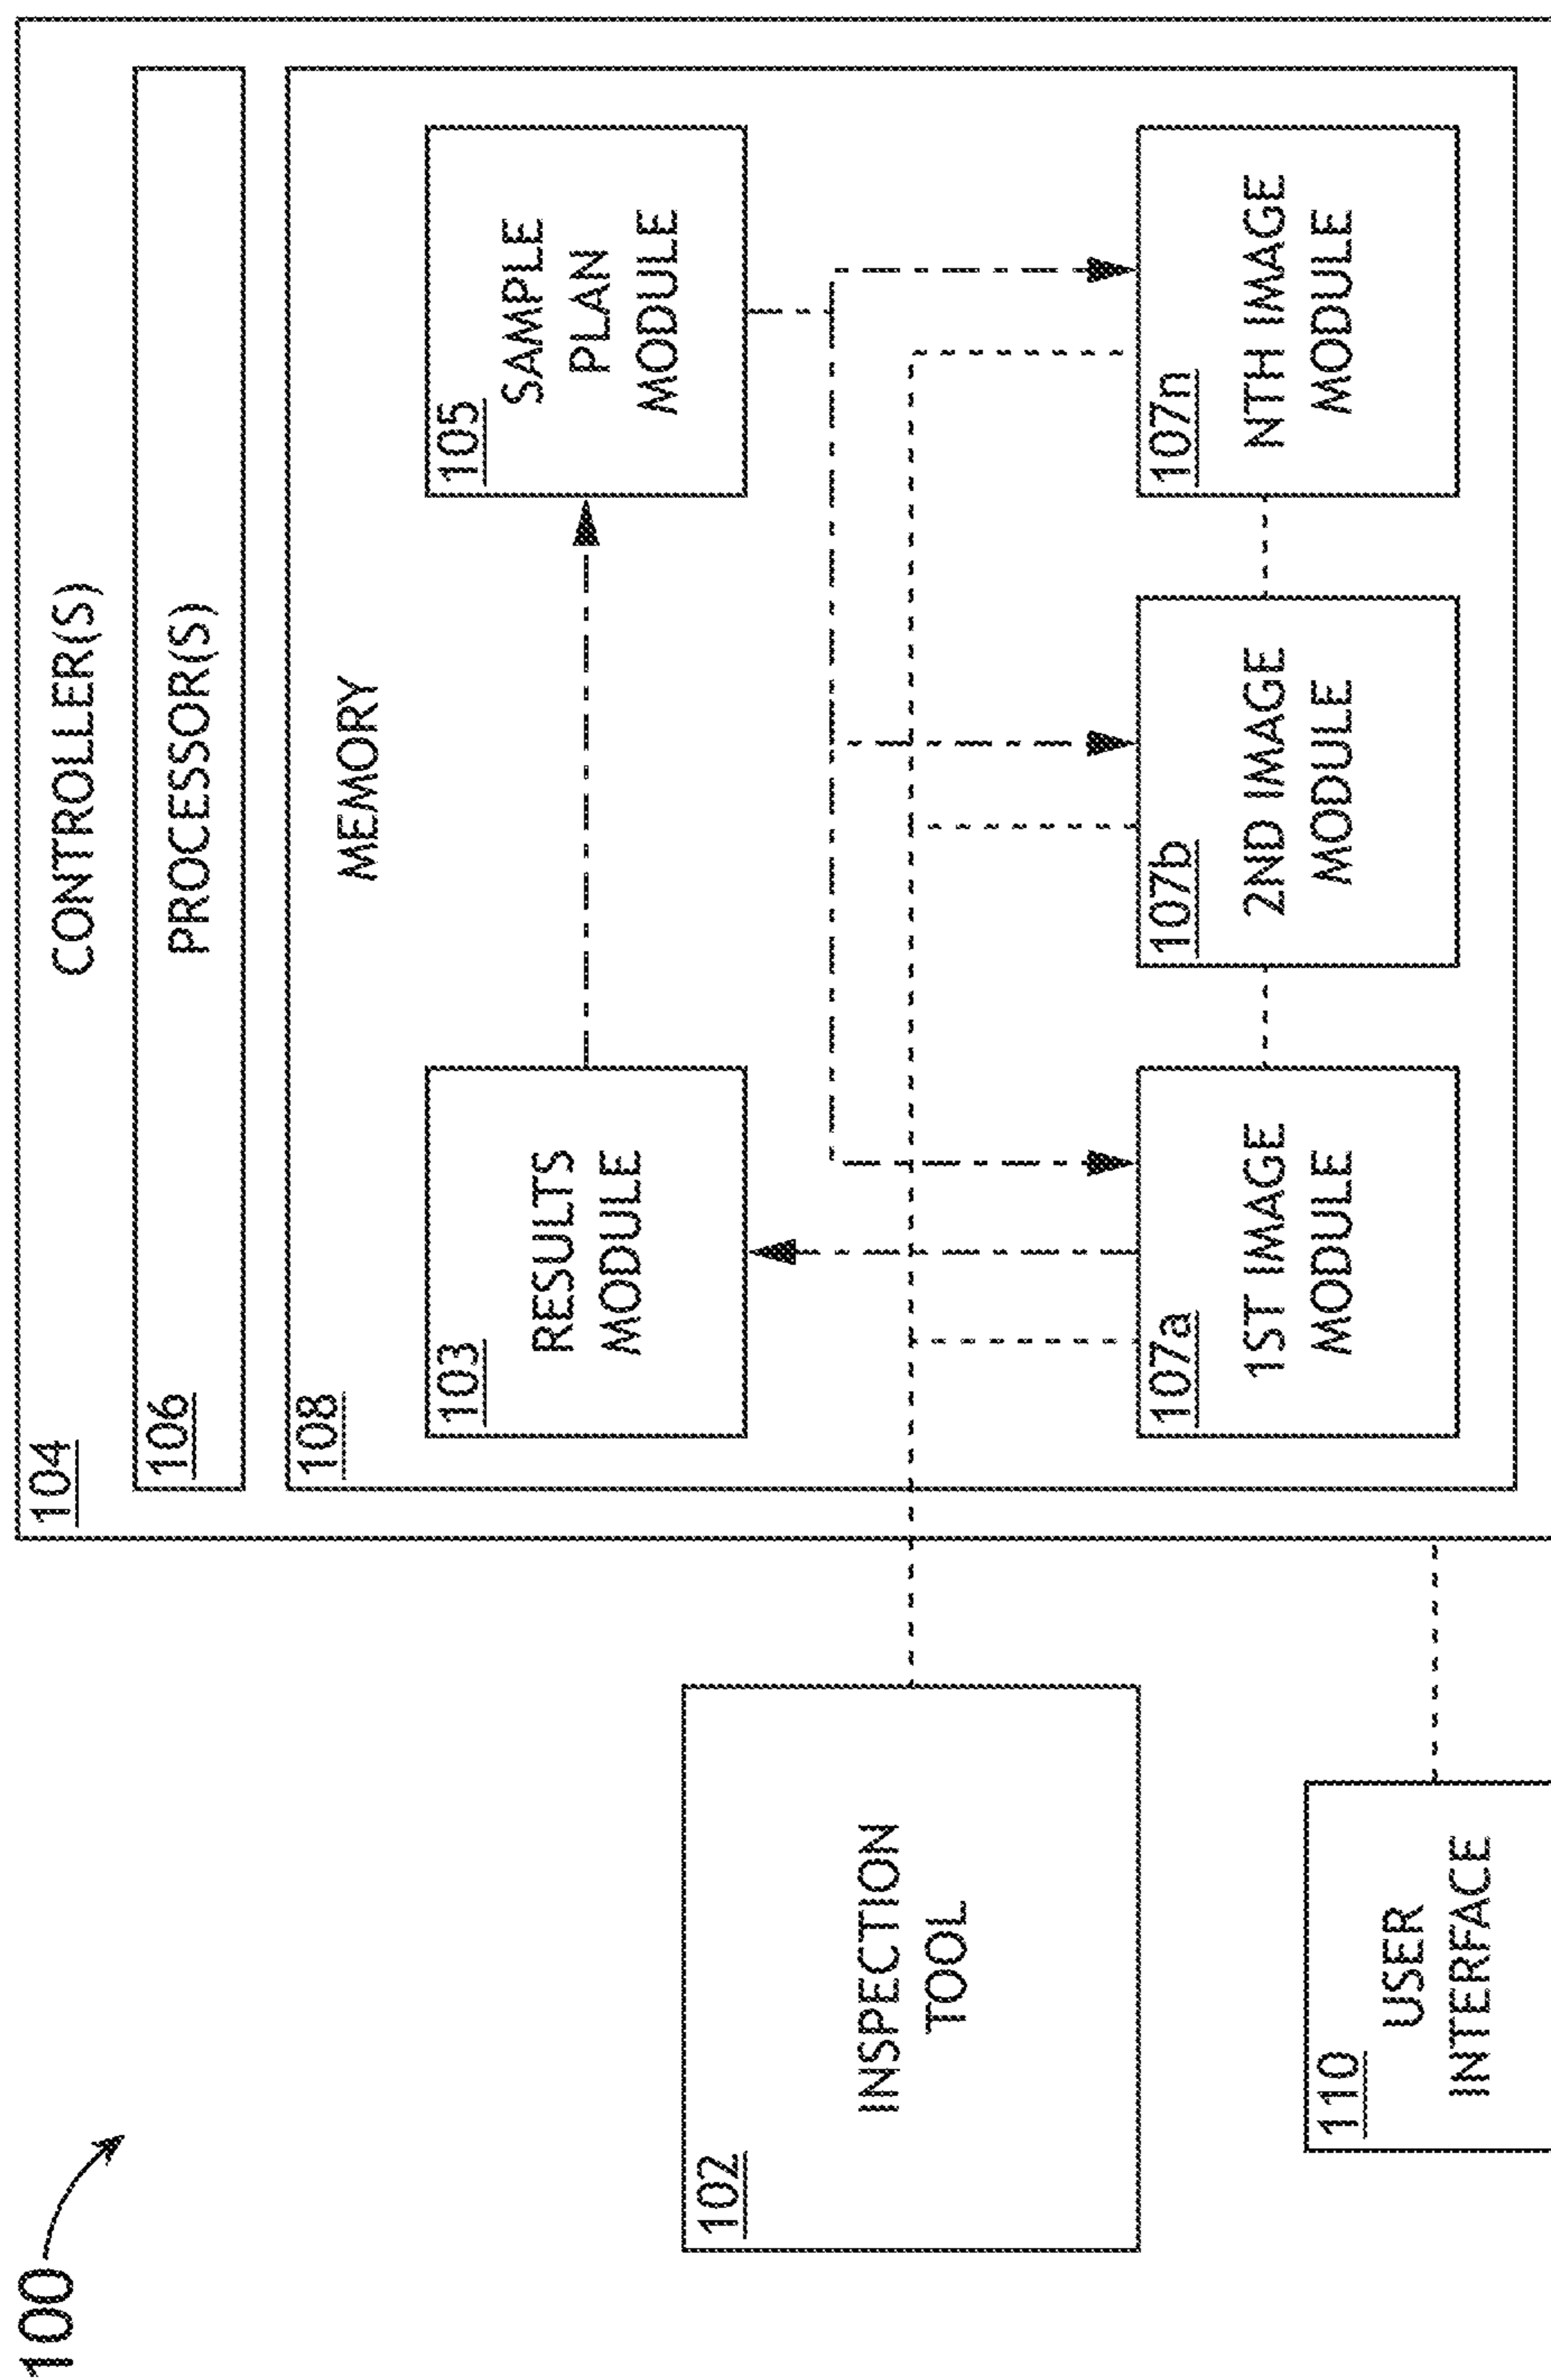 100
104
CONTROLLER(S)
106
PROCESSOR(S)
108
MEMORY
103
RESULTS
MODULE
105
SAMPLE
PLAN
MODULE
102
INSPECTION
TOOL
107a
1ST IMAGE
MODULE
107b
2ND IMAGE
MODULE
107n
NTH IMAGE
MODULE
110
USER
INTERFACE